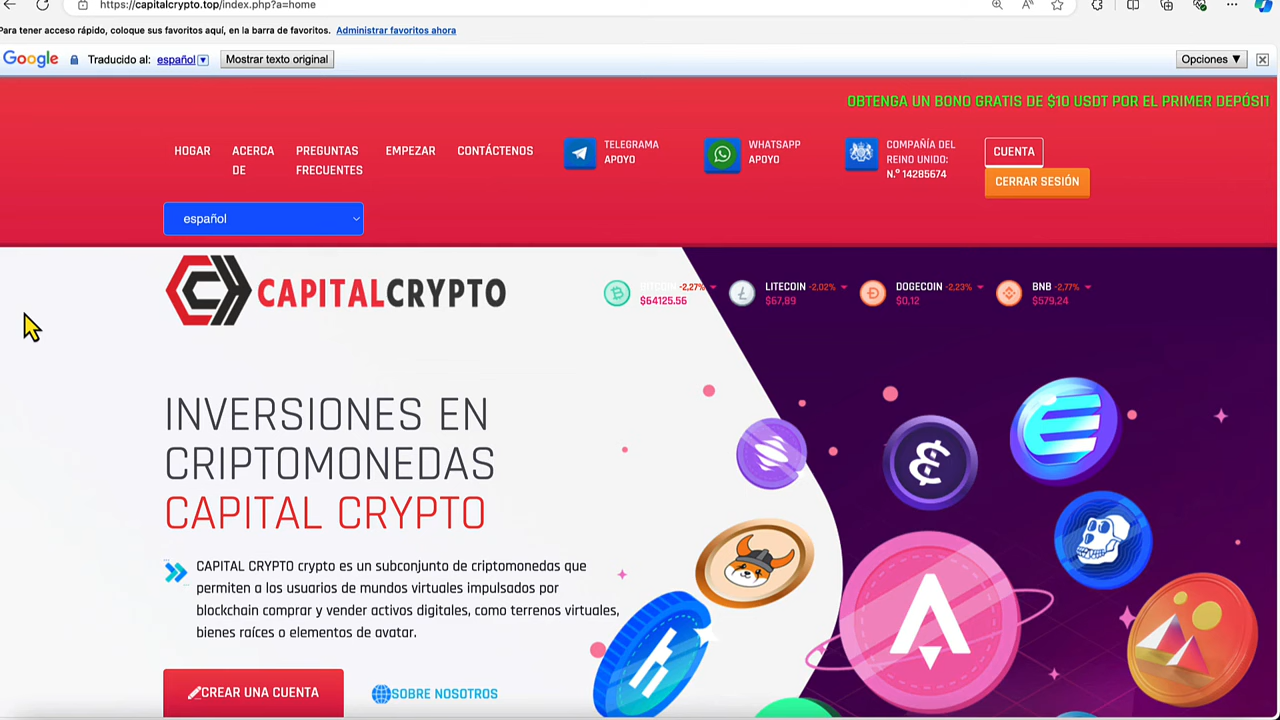 https://capitalcrypto.top/index.php?a=home
Para tener acceso rápido, coloque sus favoritos aquí, en la barra de favoritos. Administrar favoritos ahora
Google Traducido al: español Mostrar texto original Opciones ▼
OBTENGA UN BONO GRATIS DE $10 USDT POR EL PRIMER DEPÓSIT
HOGAR
ACERCA DE
PREGUNTAS FRECUENTES
EMPEZAR
CONTÁCTENOS
TELEGRAMA
APOYO
WHATSAPP
APOYO
COMPAÑÍA DEL
REINO UNIDO:
N.º 14285674
CUENTA
CERRAR SESIÓN
español
CAPITALCRYPTO
BITCOIN -2,27%
$64125.56
LITECOIN -2,02%
$67,89
DOGECOIN -2,23%
$0,12
BNB -2,77%
$579,24
INVERSIONES EN
CRIPTOMONEDAS
CAPITAL CRYPTO
CAPITAL CRYPTO crypto es un subconjunto de criptomonedas que
permiten a los usuarios de mundos virtuales impulsados por
blockchain comprar y vender activos digitales, como terrenos virtuales,
bienes raíces o elementos de avatar.
CREAR UNA CUENTA
SOBRE NOSOTROS